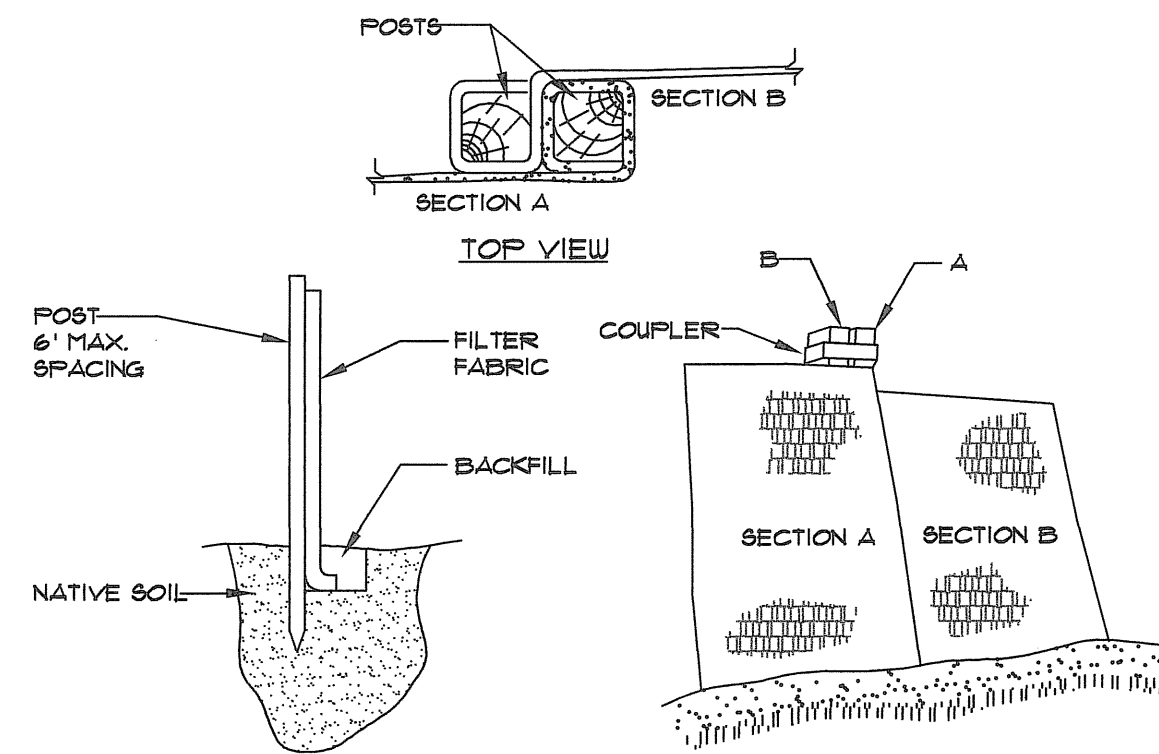 POSTS
SECTION B
SECTION A
TOP VIEW
B
A
POST
6' MAX.
SPACING
FILTER
FABRIC
COUPLER
BACKFILL
SECTION A
SECTION B
NATIVE SOIL